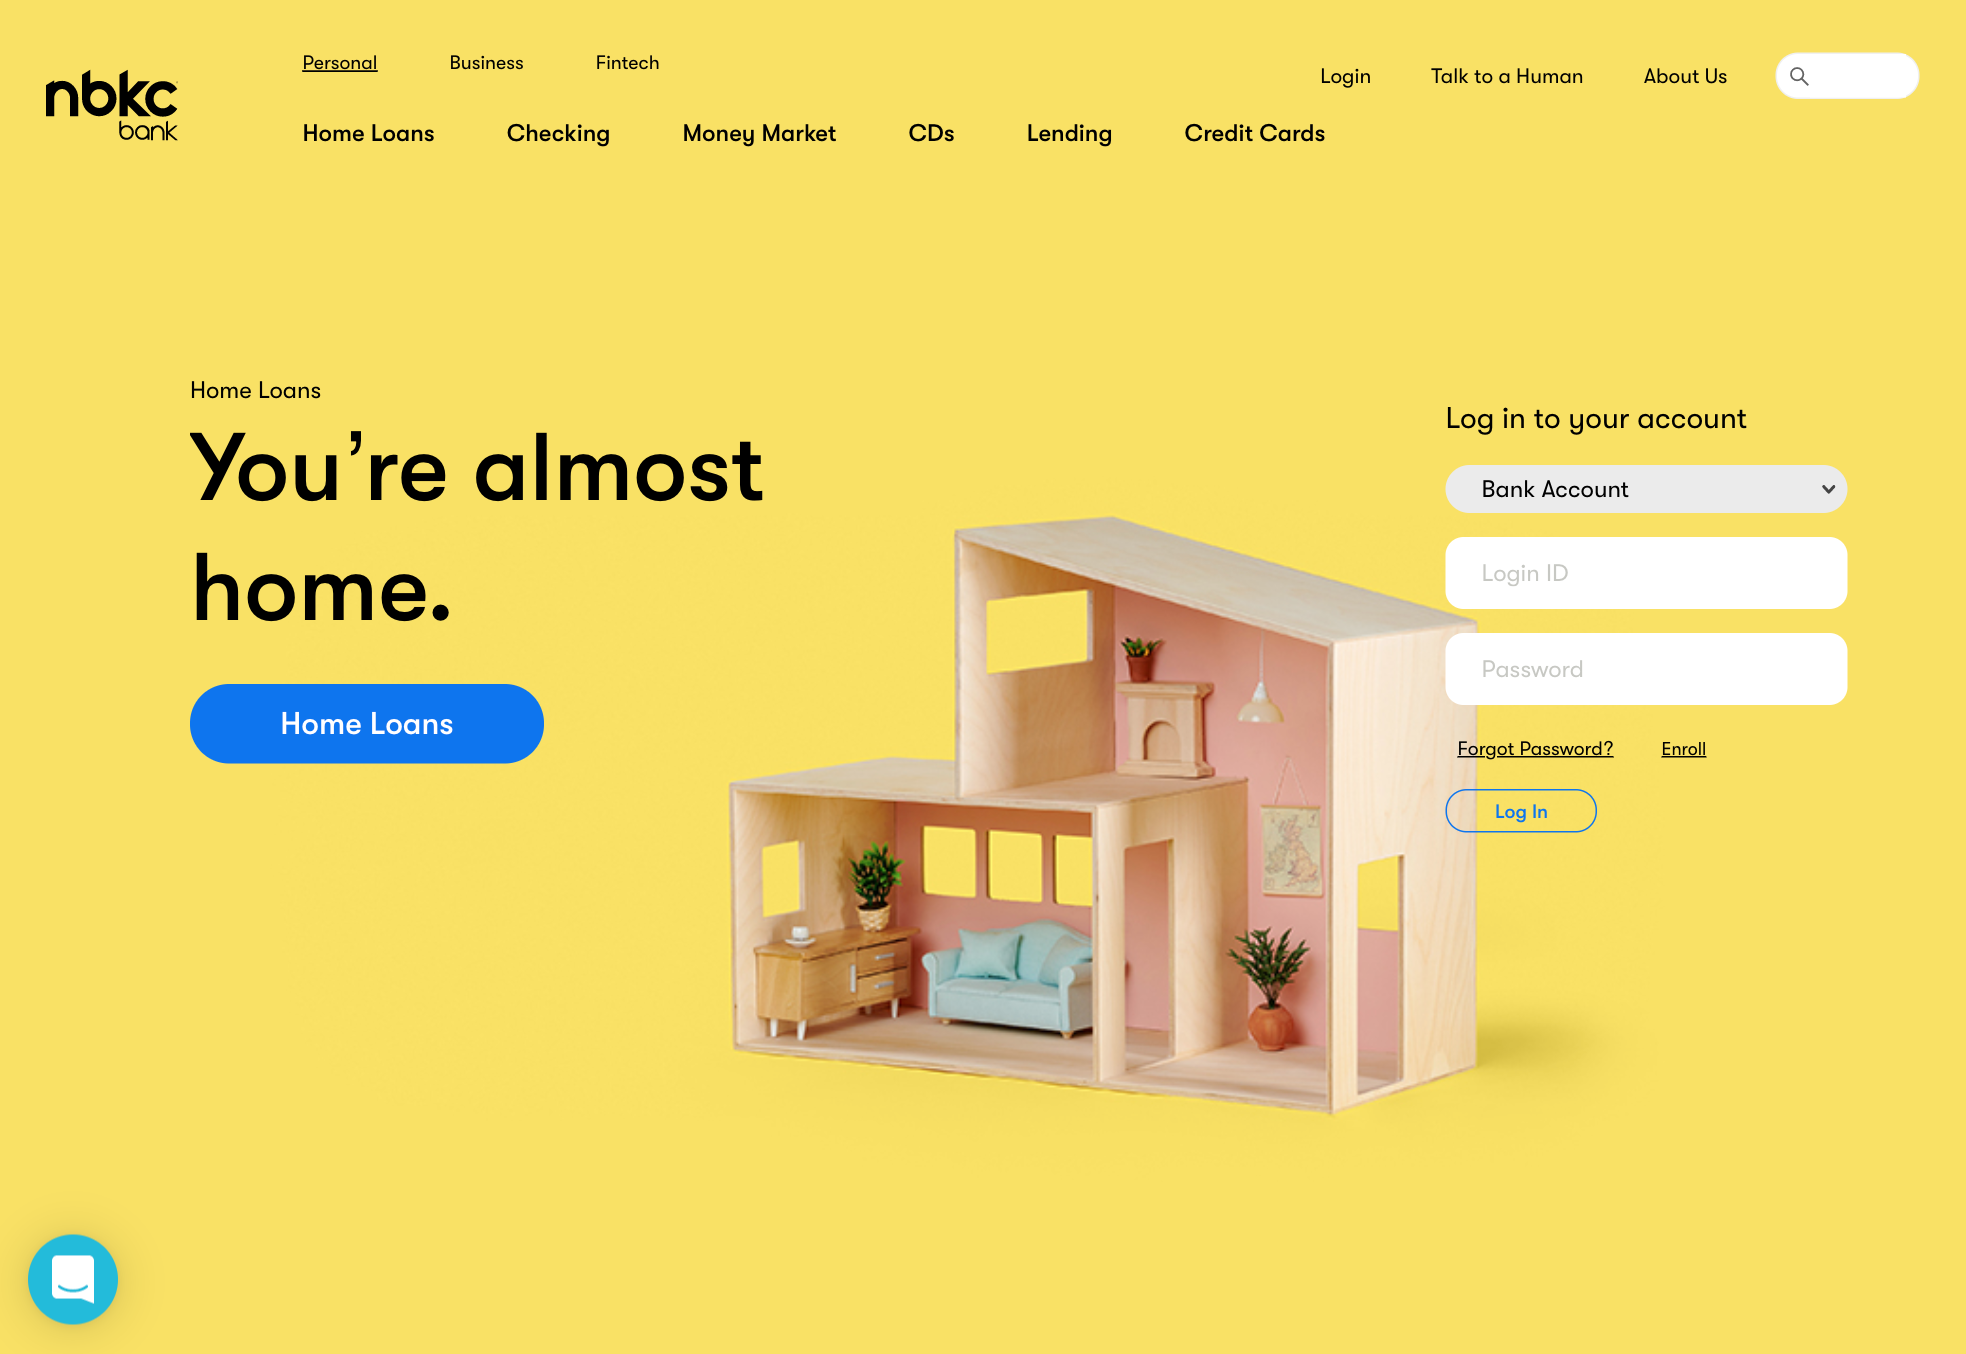 nbkc
bank
Personal
Business
Fintech
Home Loans
Checking
Money Market
CDs
Lending
Credit Cards
Login
Talk to a Human
About Us
Home Loans
You’re almost
home.
Home Loans
Log in to your account
Bank Account
Login ID
Password
Forgot Password?
Enroll
Log In